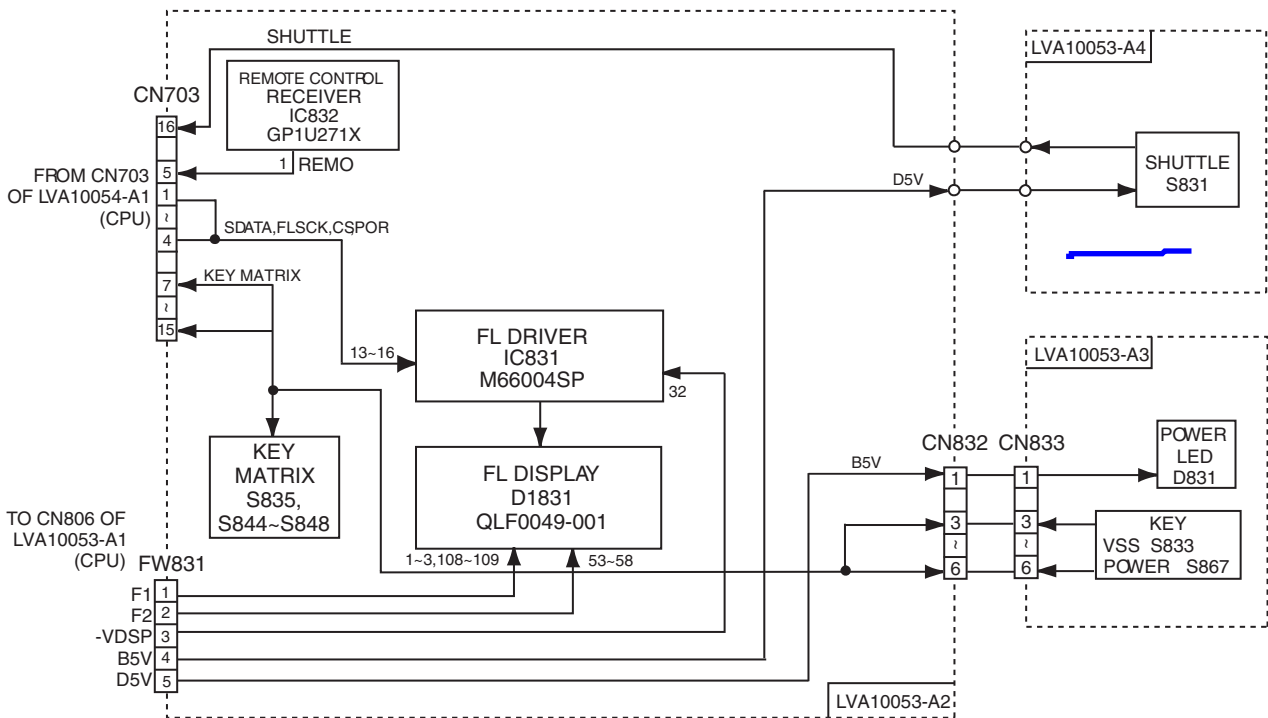 SHUTTLE
LVA10053-A4
REMOTE CONTROL
RECEIVER
IC832
GP1U271X
CN703
16
5
1
~
4
7
~
15
1
REMO
FROM CN703
OF LVA10054-A1
(CPU)
SHUTTLE
S831
D5V
SDATA,FLSCK,CS,POR
KEY MATRIX
FL DRIVER
IC831
M66004SP
13~16
32
LVA10053-A3
KEY
MATRIX
S835,
S844~S848
FL DISPLAY
D1831
QLF0049-001
B5V
CN832
CN833
1
3
~
6
1
3
~
6
POWER
LED
D831
KEY
VSS S833
POWER S867
TO CN806 OF
LVA10053-A1
(CPU)
FW831
1~3,108~109
53~58
F1 1
F2 2
-VDSP 3
B5V 4
D5V 5
LVA10053-A2